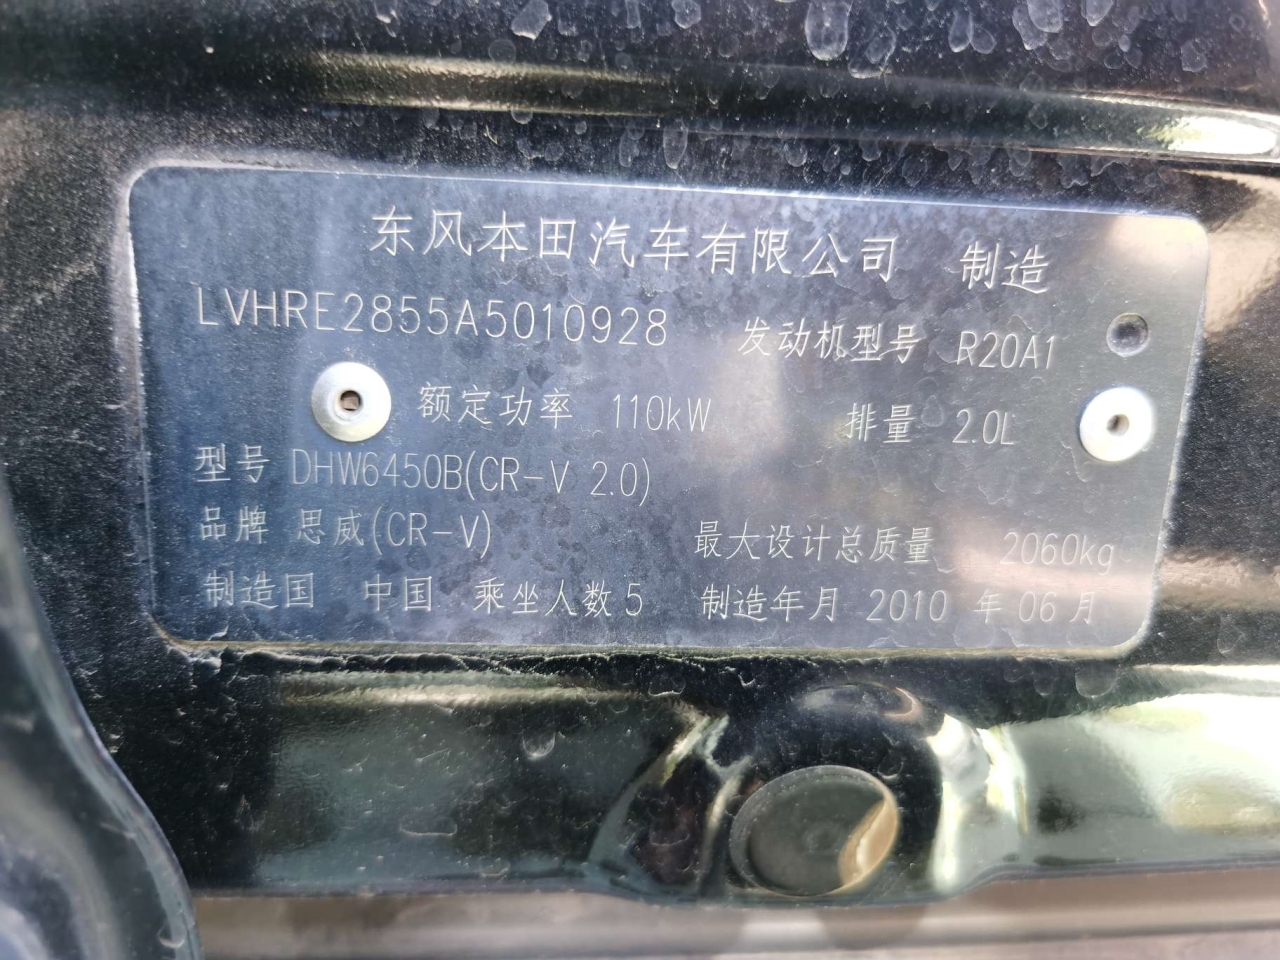 东风本田汽车有限公司 制造
LVHRE2855A5010928 发动机型号 R20A1
额定功率 110kW 排量 2.0L
型号 DHW6450B(CR-V 2.0)
品牌 思威(CR-V) 最大设计总质量 2060kg
制造国 中国 乘坐人数 5 制造年月 2010 年 06 月